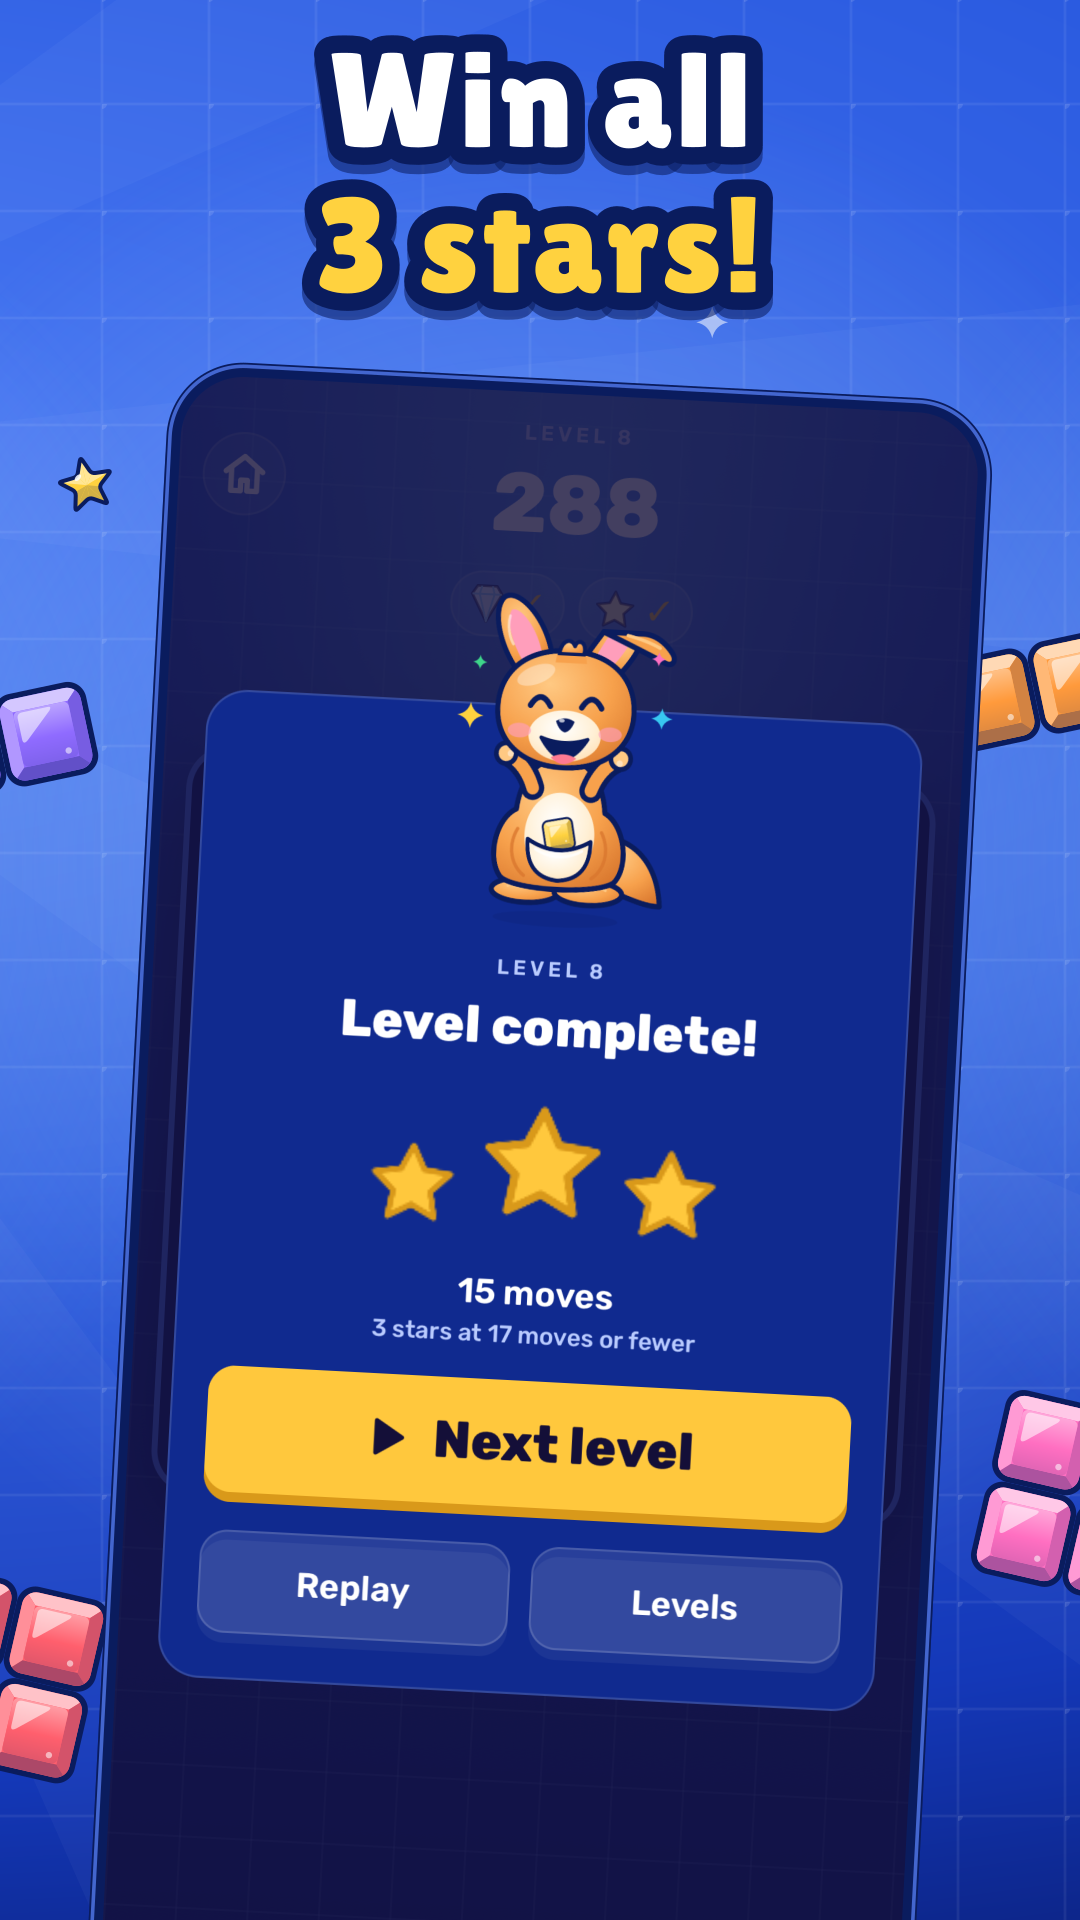 Win all
3 stars!
LEVEL 8
288
LEVEL 8
Level complete!
15 moves
3 stars at 17 moves or fewer
Next level
Replay
Levels